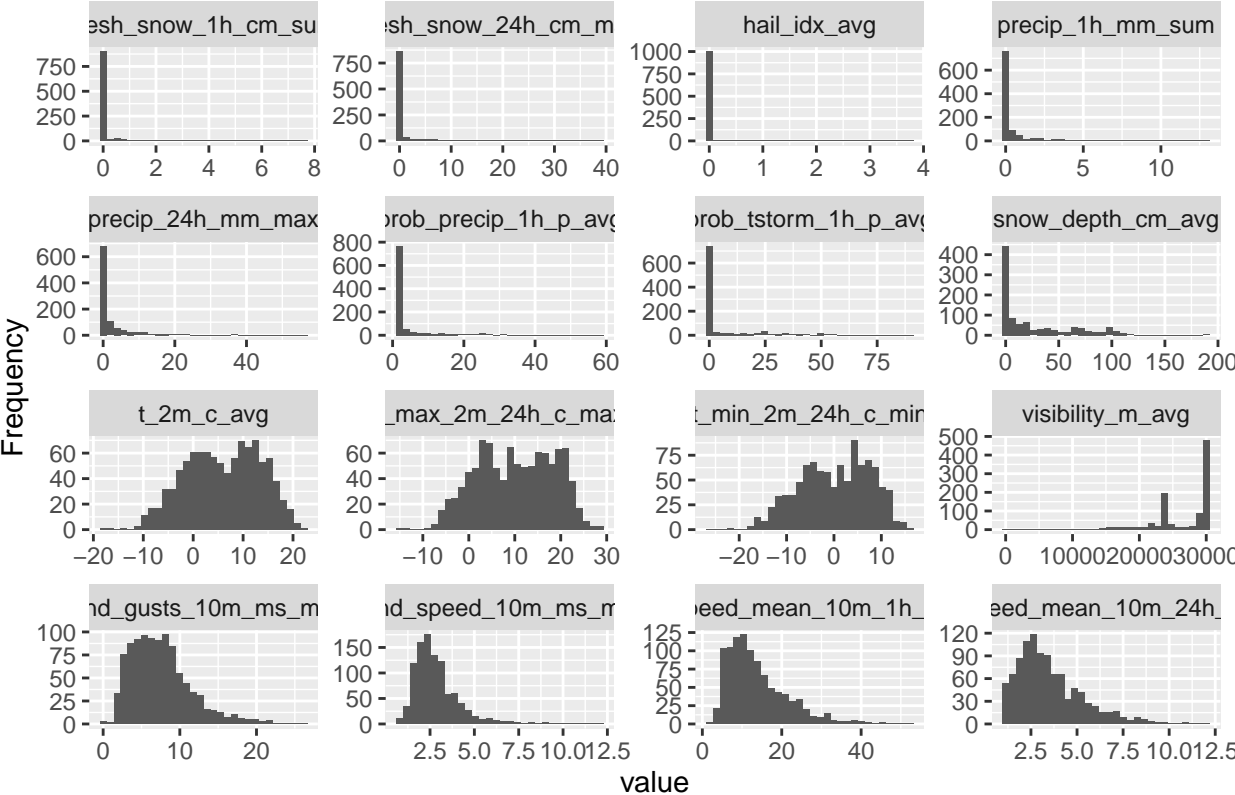 esh_snow_1h_cm_su esh_snow_24h_cm_m hail_idx_avg precip_1h_mm_sum
750 750 1000 600
500 500 750 400
250 250 500 200
0 0 250 0
0
0 2 4 6 8 0 10 20 30 40 0 1 2 3 4 0 5 10
precip_24h_mm_max prob_precip_1h_p_avg prob_tstorm_1h_p_avg snow_depth_cm_avg
600 800 600 400
400 600 400 300
200 400 200 200
0 200 0 100
0 0
0 20 40 0 20 40 60 0 25 50 75 0 50 100 150 200
t_2m_c_avg _max_2m_24h_c_max t_min_2m_24h_c_min visibility_m_avg
60 60 75 500
40 40 50 400
20 20 25 300
0 0 0 200
100
0
−20 −10 0 10 20 −10 0 10 20 30 −20 −10 0 10 0 10000 20000 30000
nd_gusts_10m_ms_m nd_speed_10m_ms_m peed_mean_10m_1h_ eed_mean_10m_24h_
100 150 125 120
75 100 100 90
50 50 75 60
25 0 50 30
0 25 0
0
0 10 20 2.5 5.0 7.5 10.0 12.5 0 20 40 2.5 5.0 7.5 10.0 12.5
Frequency
value